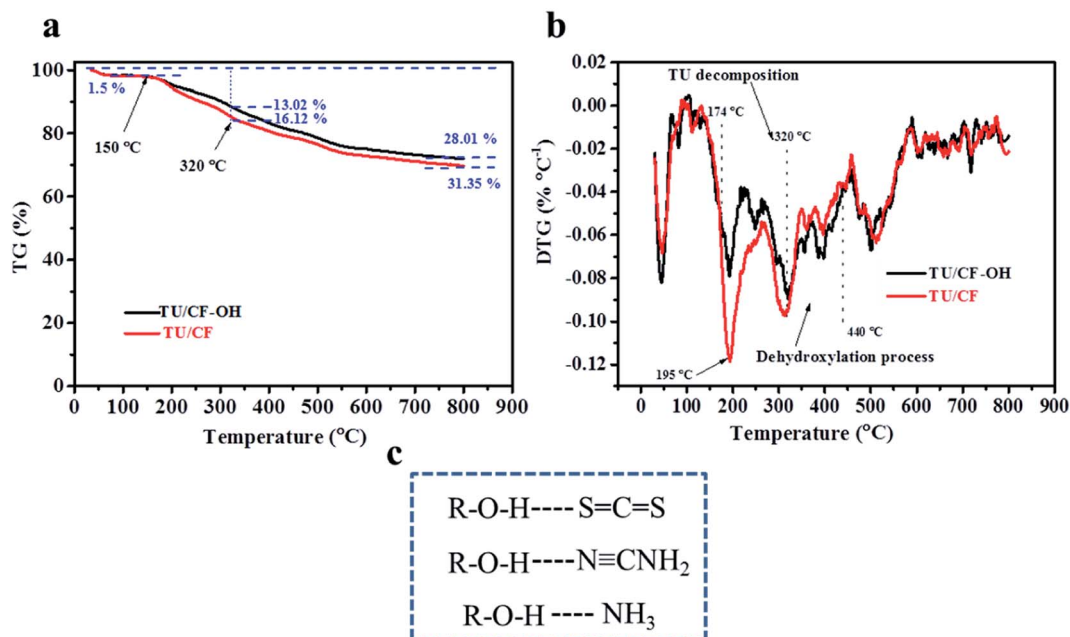 a
100
80
60
40
20
0
TG (%)
1.5 %
150 ℃
320 ℃
13.02 %
16.12 %
28.01 %
31.35 %
TU/CF-OH
TU/CF
0 100 200 300 400 500 600 700 800 900
Temperature (℃)
b
0.02
0.00
-0.02
-0.04
-0.06
-0.08
-0.10
-0.12
DTG (% ℃⁻¹)
TU decomposition
174 ℃
320 ℃
195 ℃
440 ℃
Dehydroxylation process
TU/CF-OH
TU/CF
0 100 200 300 400 500 600 700 800 900
Temperature (℃)
c
R-O-H----S=C=S
R-O-H----N≡CNH₂
R-O-H---- NH₃